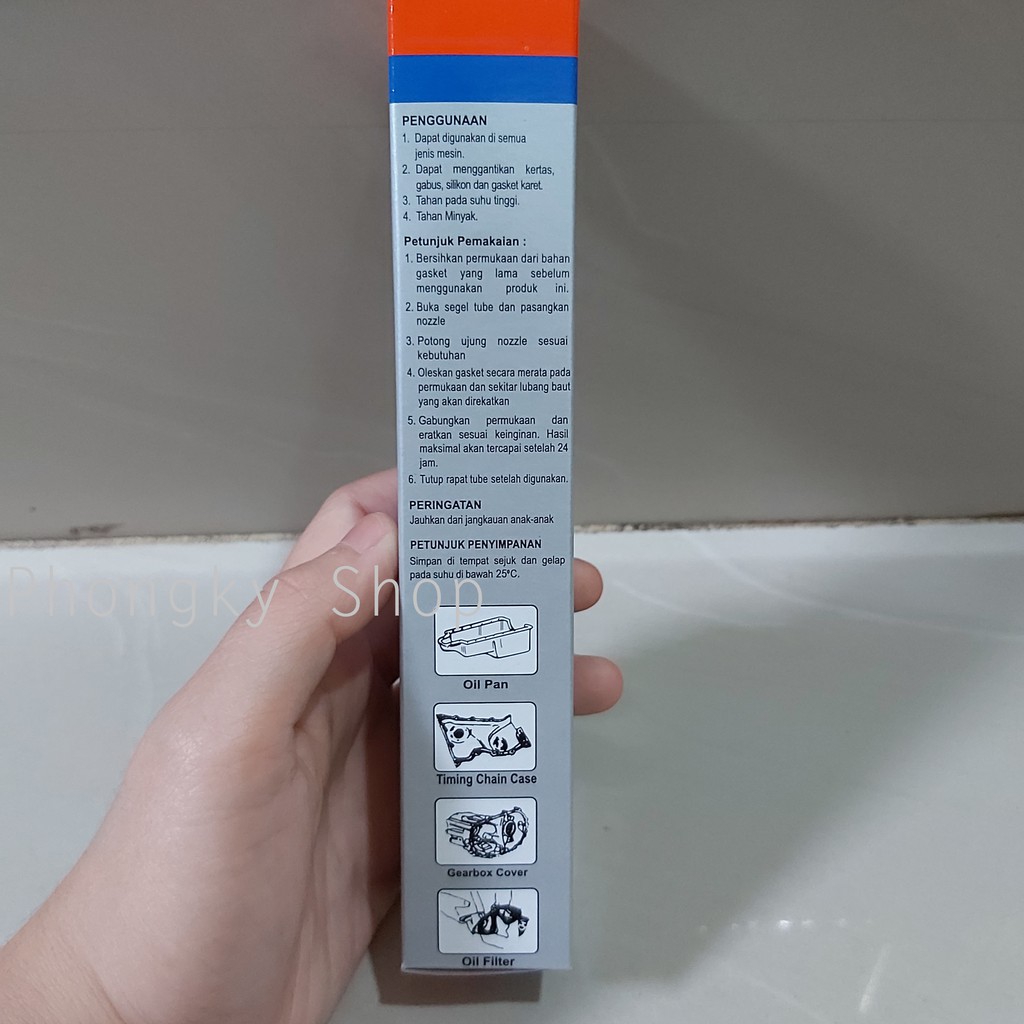 PENGGUNAAN
1. Dapat digunakan di semua
jenis mesin.
2. Dapat menggantikan kertas,
gabus, silikon dan gasket karet.
3. Tahan pada suhu tinggi.
4. Tahan Minyak.
Petunjuk Pemakaian :
1. Bersihkan permukaan dari bahan
gasket yang lama sebelum
menggunakan produk ini.
2. Buka segel tube dan pasangkan
nozzle
3. Potong ujung nozzle sesuai
kebutuhan
4. Oleskan gasket secara merata pada
permukaan dan sekitar lubang baut
yang akan direkatkan
5. Gabungkan permukaan dan
eratkan sesuai keinginan. Hasil
maksimal akan tercapai setelah 24
jam.
6. Tutup rapat tube setelah digunakan.
PERINGATAN
Jauhkan dari jangkauan anak-anak
PETUNJUK PENYIMPANAN
Simpan di tempat sejuk dan gelap
pada suhu di bawah 25°C.
Phongky Shop
Oil Pan
Timing Chain Case
Gearbox Cover
Oil Filter